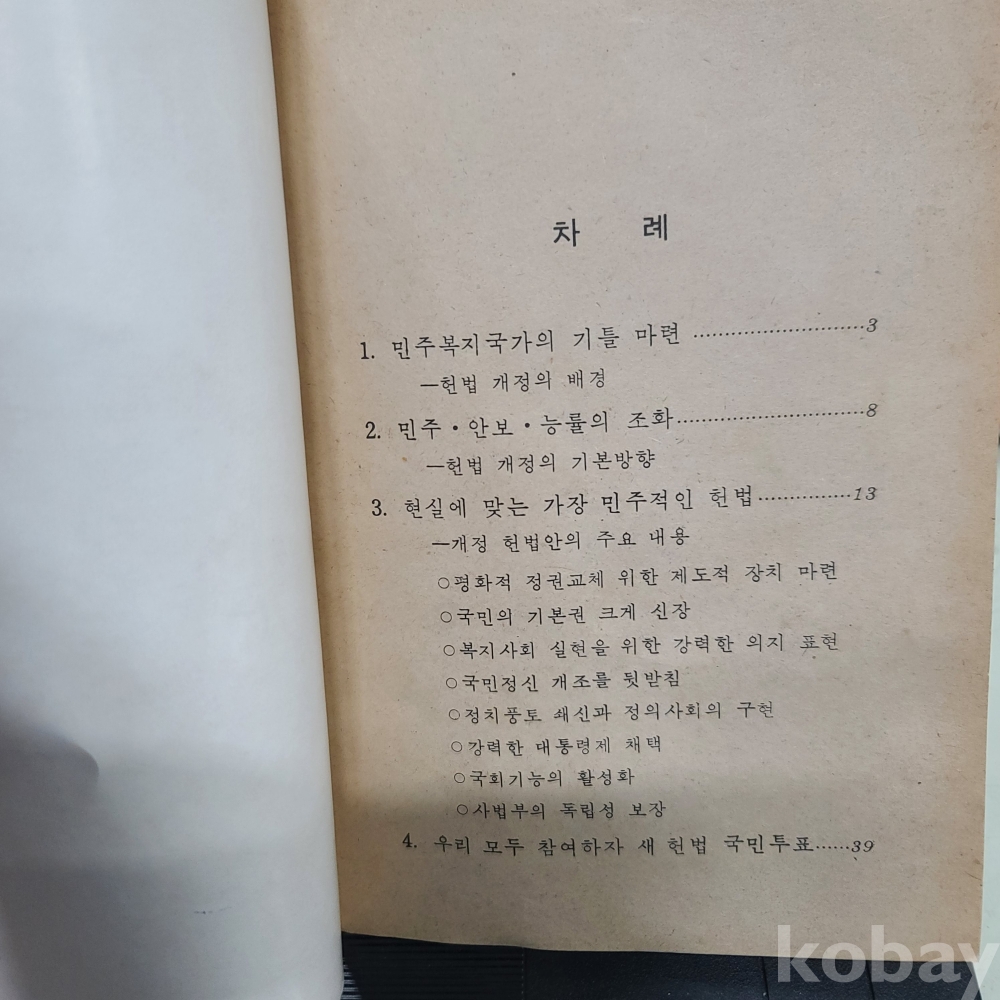 차 례
1. 민주복지국가의 기틀 마련 ···························3
—헌법 개정의 배경
2. 민주·안보·능률의 조화······························8
—헌법 개정의 기본방향
3. 현실에 맞는 가장 민주적인 헌법···············13
—개정 헌법안의 주요 내용
○평화적 정권교체 위한 제도적 장치 마련
○국민의 기본권 크게 신장
○복지사회 실현을 위한 강력한 의지 표현
○국민정신 개조를 뒷받침
○정치풍토 쇄신과 정의사회의 구현
○강력한 대통령제 채택
○국회기능의 활성화
○사법부의 독립성 보장
4. 우리 모두 참여하자 새 헌법 국민투표······39
kobay